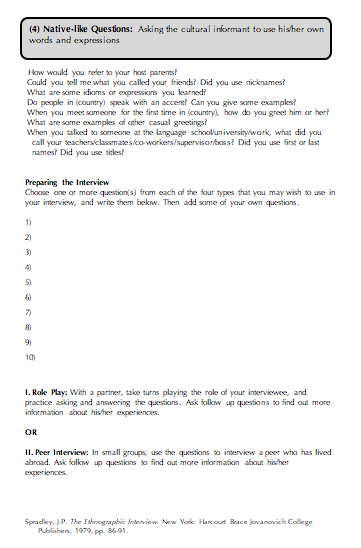 (4) Native-like Questions: Asking the cultural informant to use his/her own
words and expressions
How would you refer to your host parents?
Could you tell me what you called your friends? Did you use nicknames?
What are some idioms or expressions you learned?
Do people in (country) speak with an accent? Can you give some examples?
When you meet someone for the first time in (country), how do you greet him or her?
What are some examples of other casual greetings?
When you talked to someone at the language school/university/work, what did you
call your teachers/classmates/co-workers/supervisor/boss? Did you use first or last
names? Did you use titles?
Preparing the Interview
Choose one or more question(s) from each of the four types that you may wish to use in
your interview, and write them below. Then add some of your own questions.
1)
2)
3)
4)
5)
6)
7)
8)
9)
10)
I. Role Play: With a partner, take turns playing the role of your interviewee, and
practice asking and answering the questions. Ask follow up questions to find out more
information about his/her experiences.
OR
II. Peer Interview: In small groups, use the questions to interview a peer who has lived
abroad. Ask follow up questions to find out more information about his/her
experiences.
Spradley, J.P. The Ethnographic Interview. New York: Harcourt Brace Jovanovich College
Publishers, 1979, pp. 86-91.